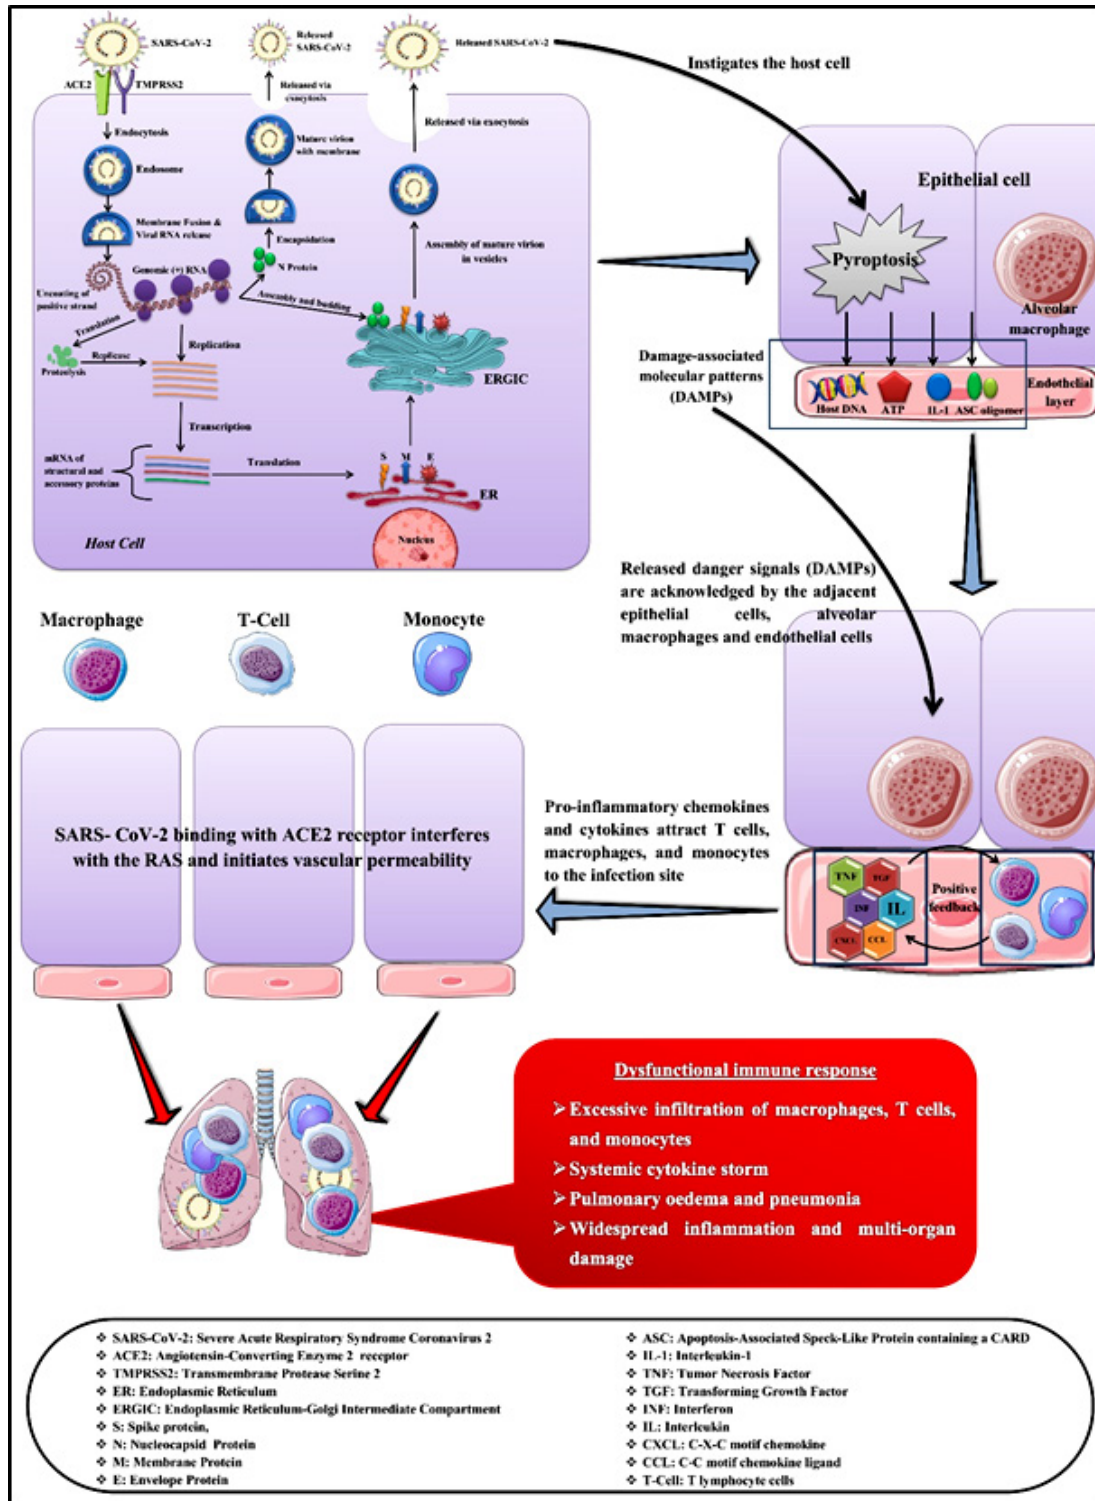 SARS-CoV-2
ACE2
TMPRSS2
Endocytosis
Endosome
Membrane Fusion &
Viral RNA release
Uncoating of
positive strand
Genomic (+) RNA
Translation
Proteolysis
Replicase
Replication
Transcription
mRNA of
structural and
accessory proteins
Translation
Host Cell
Released
SARS-CoV-2
Released via
exocytosis
Mature virion
with membrane
Encapsidation
N Protein
Assembly and budding
Released SARS-CoV-2
Released via exocytosis
Assembly of mature virion
in vesicles
ERGIC
S
M
E
ER
Nucleus
Instigates the host cell
Epithelial cell
Pyroptosis
Alveolar
macrophage
Damage-associated
molecular patterns
(DAMPs)
Host DNA
ATP
IL-1
ASC oligomer
Endothelial
layer
Released danger signals (DAMPs)
are acknowledged by the adjacent
epithelial cells, alveolar
macrophages and endothelial cells
Macrophage
T-Cell
Monocyte
SARS- CoV-2 binding with ACE2 receptor interferes
with the RAS and initiates vascular permeability
Pro-inflammatory chemokines
and cytokines attract T cells,
macrophages, and monocytes
to the infection site
TNF
TGF
INF
IL
CXCL
CCL
Positive
feedback
Dysfunctional immune response
➢ Excessive infiltration of macrophages, T cells,
and monocytes
➢ Systemic cytokine storm
➢ Pulmonary oedema and pneumonia
➢ Widespread inflammation and multi-organ
damage
❖ SARS-CoV-2: Severe Acute Respiratory Syndrome Coronavirus 2
❖ ACE2: Angiotensin-Converting Enzyme 2 receptor
❖ TMPRSS2: Transmembrane Protease Serine 2
❖ ER: Endoplasmic Reticulum
❖ ERGIC: Endoplasmic Reticulum-Golgi Intermediate Compartment
❖ S: Spike protein,
❖ N: Nucleocapsid Protein
❖ M: Membrane Protein
❖ E: Envelope Protein
❖ ASC: Apoptosis-Associated Speck-Like Protein containing a CARD
❖ IL-1: Interleukin-1
❖ TNF: Tumor Necrosis Factor
❖ TGF: Transforming Growth Factor
❖ INF: Interferon
❖ IL: Interleukin
❖ CXCL: C-X-C motif chemokine
❖ CCL: C-C motif chemokine ligand
❖ T-Cell: T lymphocyte cells